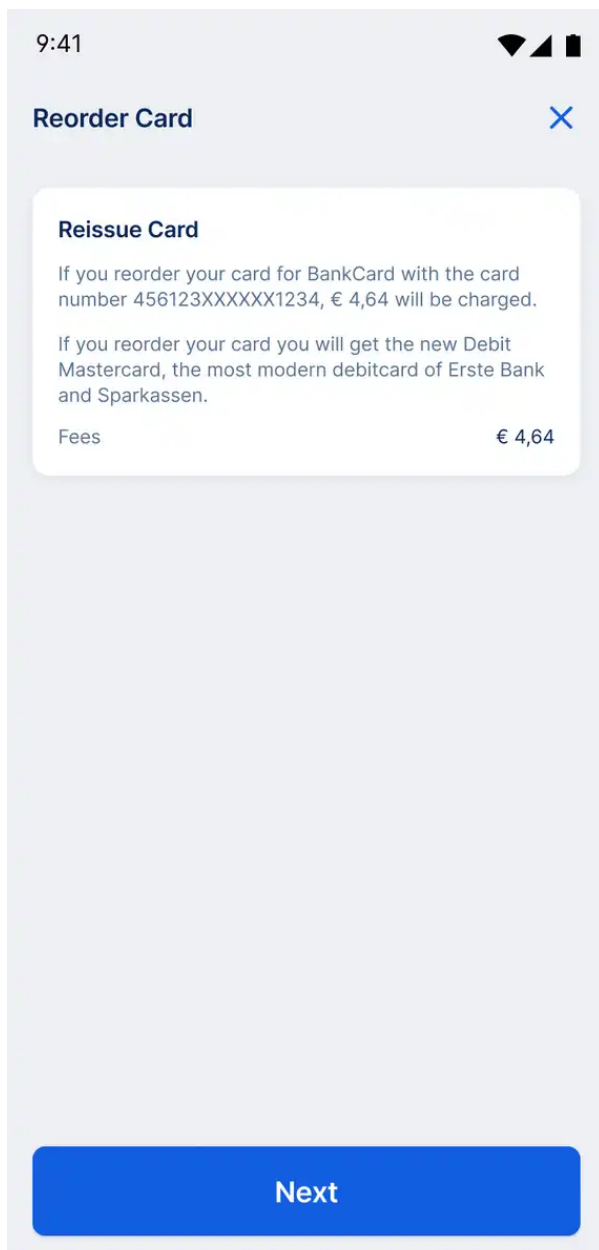 9:41
Reorder Card
Reissue Card
If you reorder your card for BankCard with the card
number 456123XXXXXX1234, € 4,64 will be charged.
If you reorder your card you will get the new Debit
Mastercard, the most modern debitcard of Erste Bank
and Sparkassen.
Fees € 4,64
Next